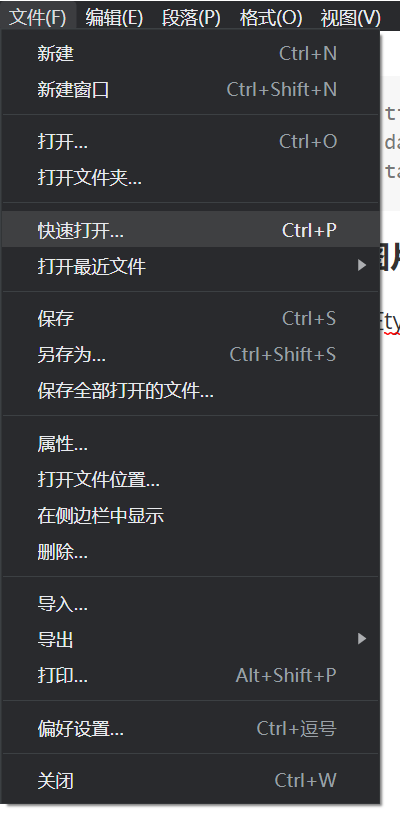 文件(F) 编辑(E) 段落(P) 格式(O) 视图(V)
新建 Ctrl+N
新建窗口 Ctrl+Shift+N
打开... Ctrl+O
打开文件夹...
快速打开... Ctrl+P
打开最近文件
保存 Ctrl+S
另存为... Ctrl+Shift+S
保存全部打开的文件...
属性...
打开文件位置...
在侧边栏中显示
删除...
导入...
导出
打印... Alt+Shift+P
偏好设置... Ctrl+逗号
关闭 Ctrl+W